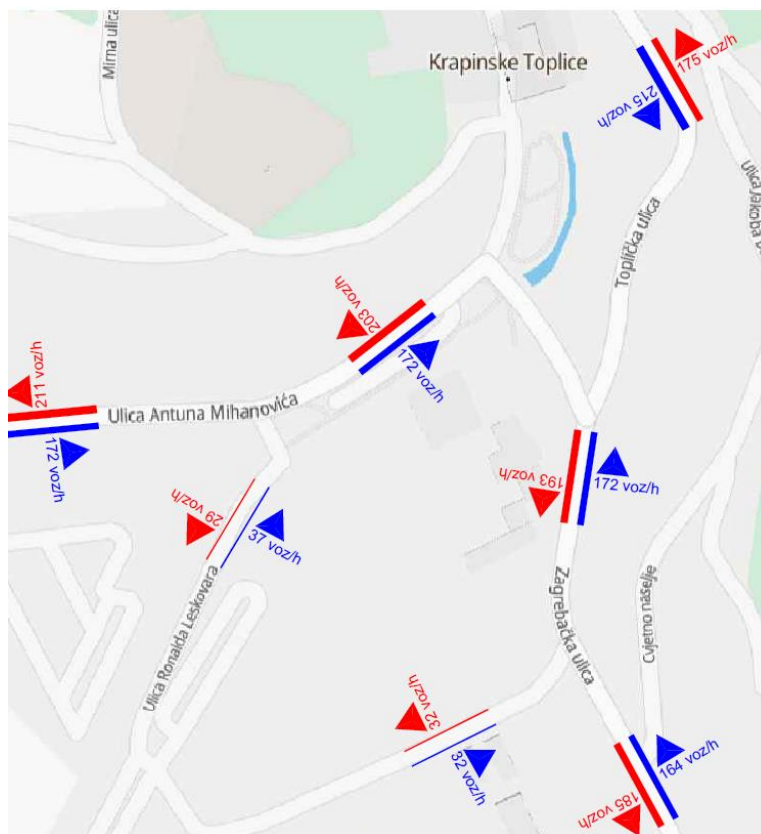 Mirna ulica
Krapinske Toplice
175 voz/h
215 voz/h
Toplička ulica
203 voz/h
172 voz/h
211 voz/h
Ulica Antuna Mihanovića
172 voz/h
29 voz/h
37 voz/h
193 voz/h
172 voz/h
Ulica Ronalda Leskovara
Zagrebačka ulica
Cvjetno naselje
32 voz/h
32 voz/h
164 voz/h
185 voz/h